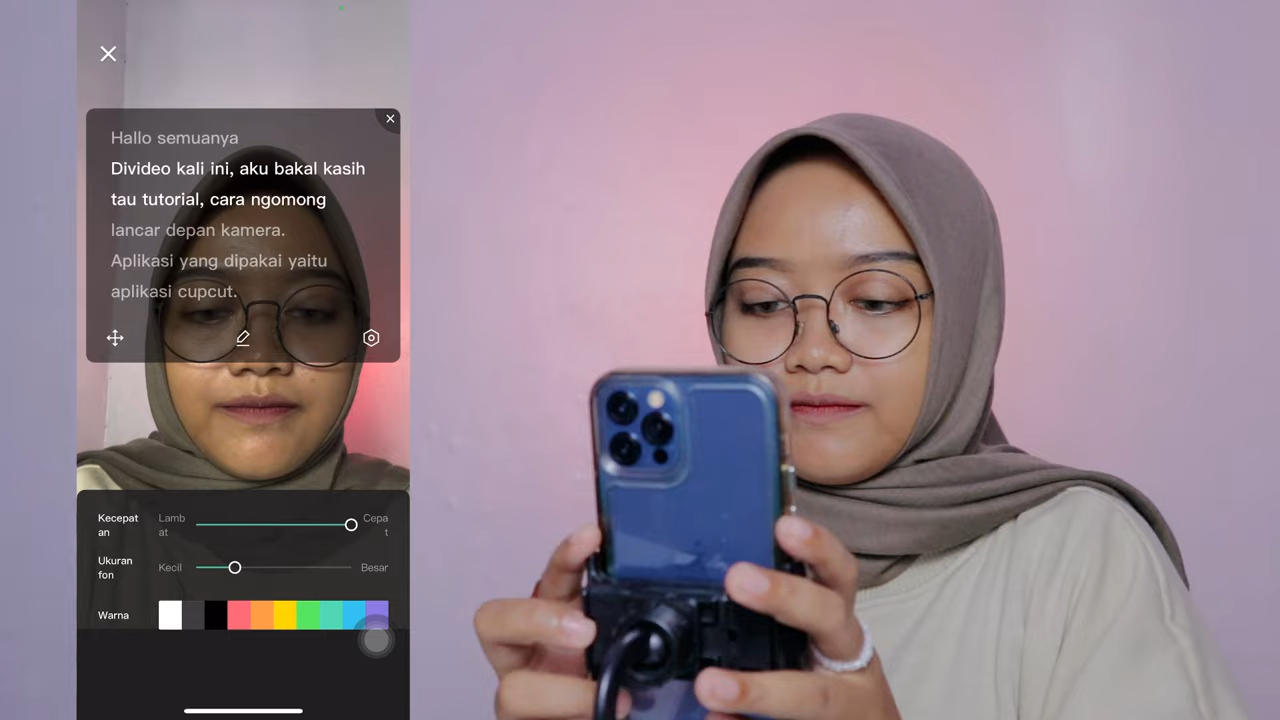 Hallo semuanya
Divideo kali ini, aku bakal kasih
tau tutorial, cara ngomong
lancar depan kamera.
Aplikasi yang dipakai yaitu
aplikasi cupcut.
Kecepat
an
Lamb
at
Cepa
t
Ukuran
fon
Kecil
Besar
Warna